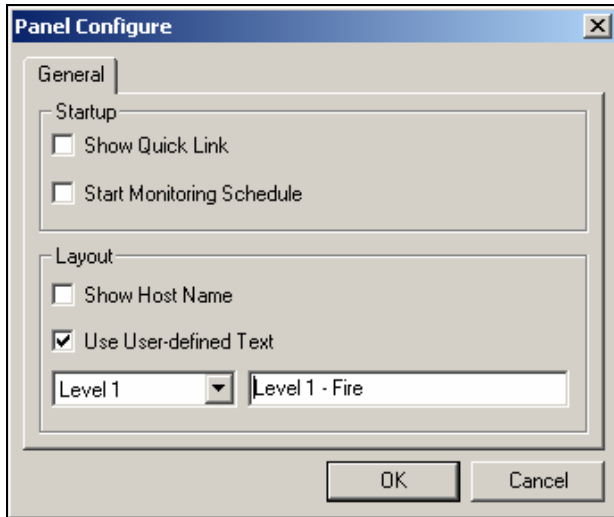 Panel Configure
General
Startup
Show Quick Link
Start Monitoring Schedule
Layout
Show Host Name
Use User-defined Text
Level 1 Level 1 - Fire
OK Cancel